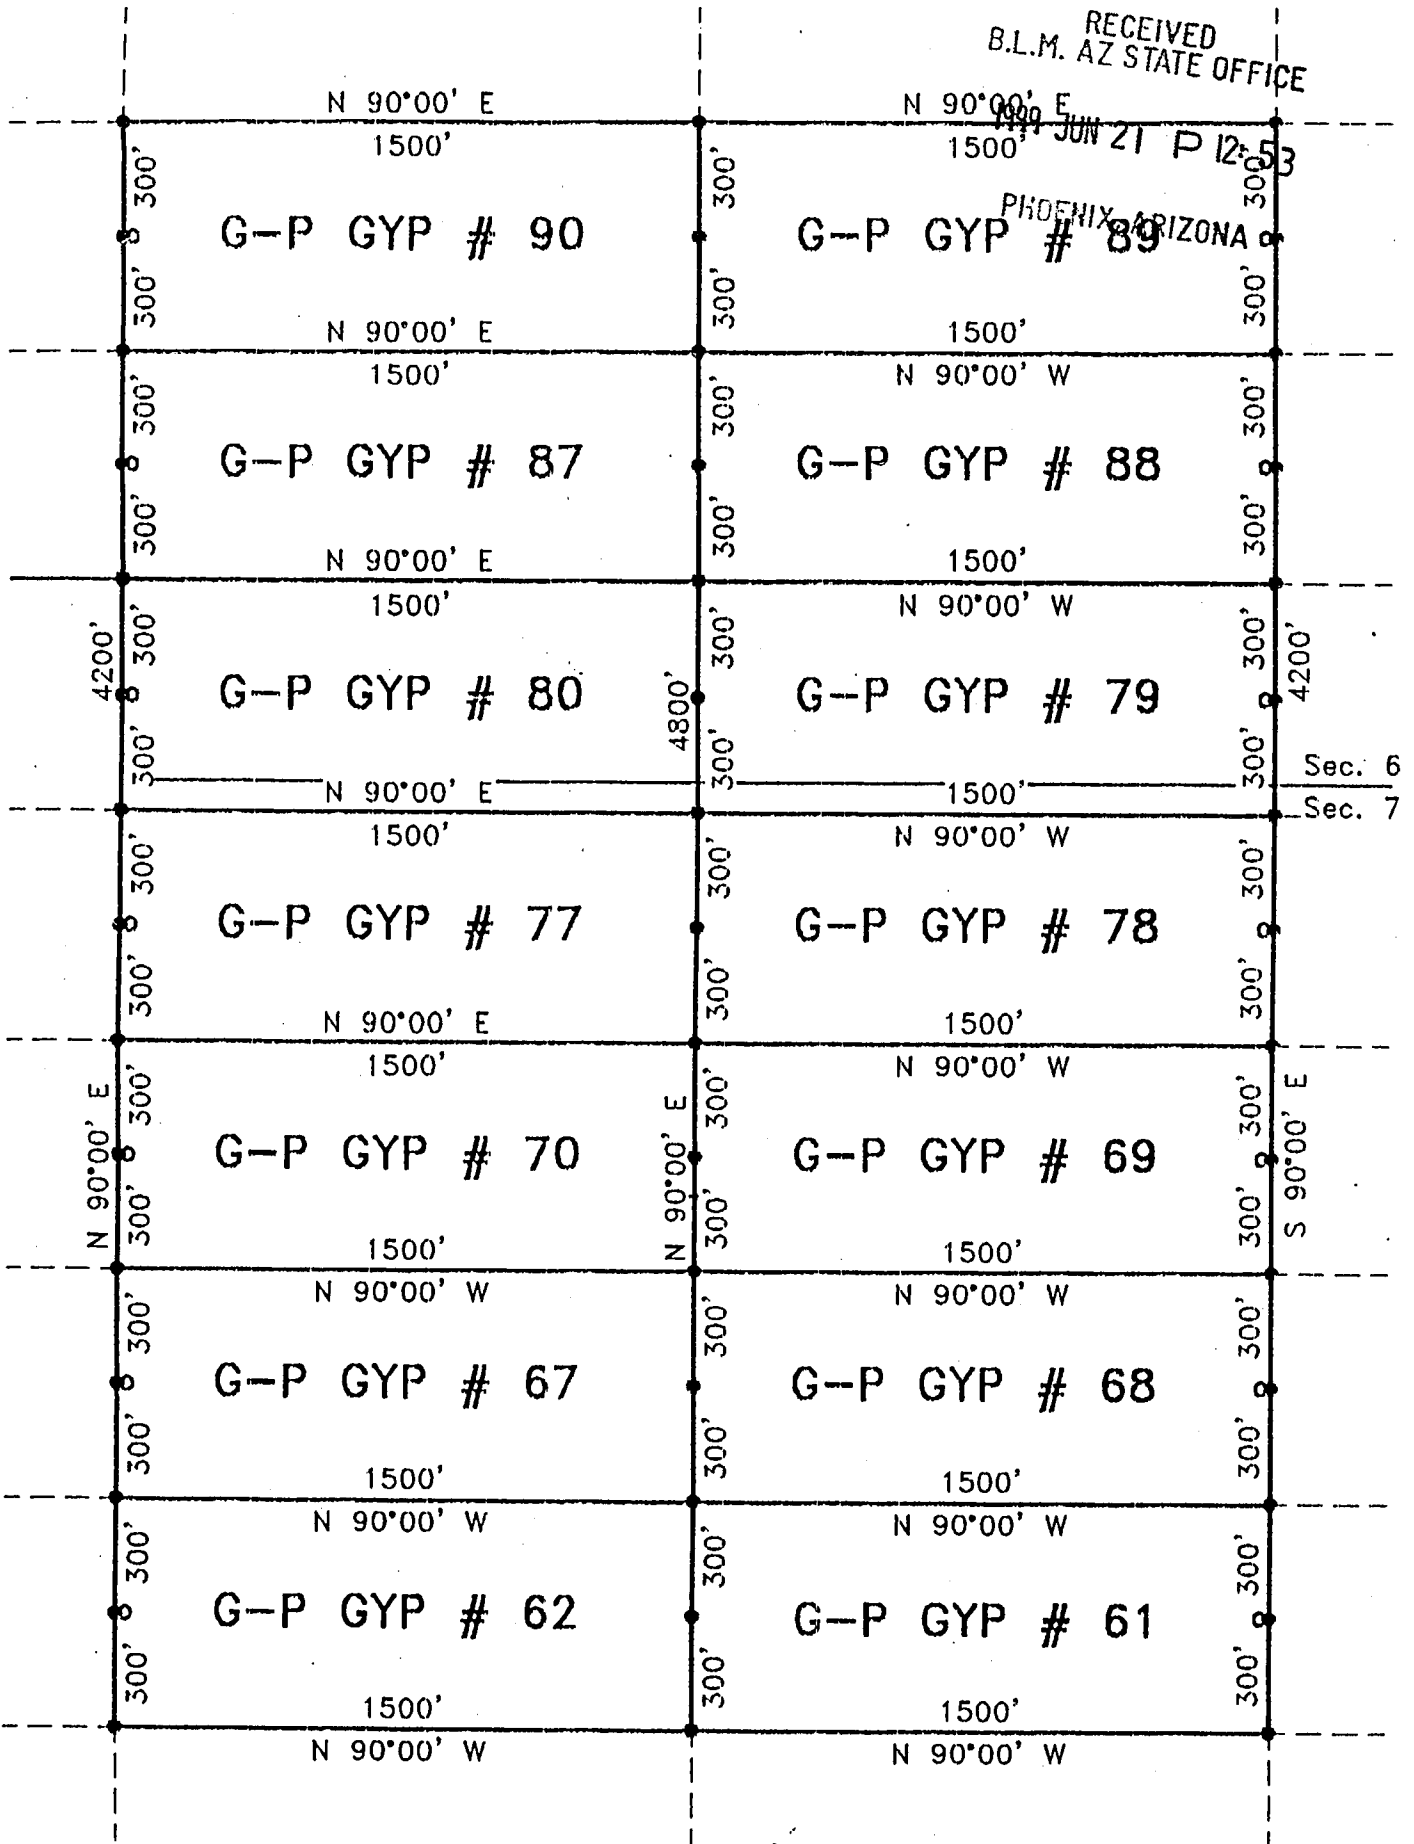 RECEIVED
B.L.M. AZ STATE OFFICE
1999 JUN 21 P 12:53
PHOENIX, ARIZONA
N 90°00' E N 90°00' E
1500' 1500'
300' 300' 300'
G-P GYP # 90 G-P GYP # 89
300' 300' 300'
N 90°00' E 1500'
1500' N 90°00' W
300' 300' 300'
G-P GYP # 87 G-P GYP # 88
300' 300' 300'
N 90°00' E 1500'
1500' N 90°00' W
4200' 300' 300' 300' 4200'
G-P GYP # 80 4800' G-P GYP # 79
300' 300' 300'
Sec. 6
N 90°00' E 1500'
Sec. 7
1500' N 90°00' W
300' 300' 300'
G-P GYP # 77 G-P GYP # 78
300' 300' 300'
N 90°00' E 1500'
1500' N 90°00' W
N 90°00' E 300' N 90°00' E 300' 300' S 90°00' E
G-P GYP # 70 G-P GYP # 69
300' 300' 300'
1500' 1500'
N 90°00' W N 90°00' W
300' 300' 300'
G-P GYP # 67 G-P GYP # 68
300' 300' 300'
1500' 1500'
N 90°00' W N 90°00' W
300' 300' 300'
G-P GYP # 62 G-P GYP # 61
300' 300' 300'
1500' 1500'
N 90°00' W N 90°00' W